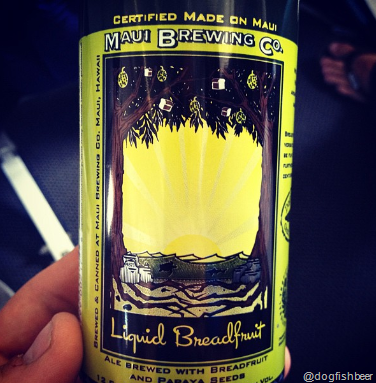 CERTIFIED MADE ON MAUI
MAUI BREWING CO.
BREWED & CANNED AT MAUI BREWING CO. MAUI, HAWAII
Liquid Breadfruit
ALE BREWED WITH BREADFRUIT
AND PAPAYA SEEDS
VOL.
@dogfishbeer